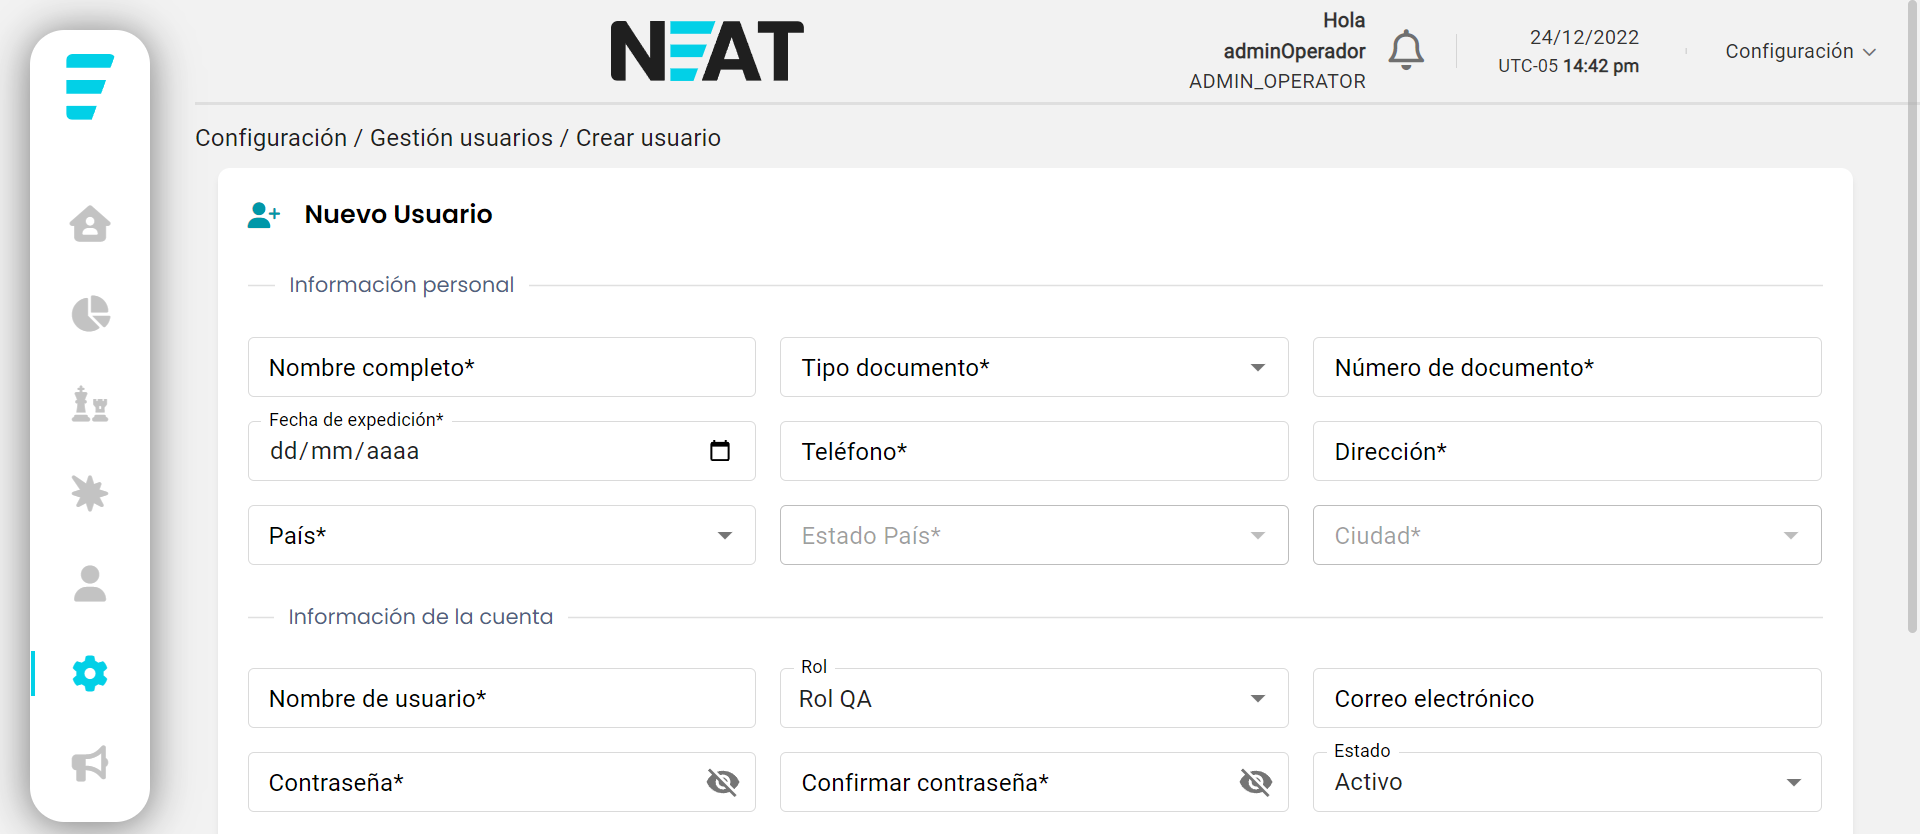 NEAT
Hola
adminOperador
ADMIN_OPERATOR
24/12/2022
UTC-05 14:42 pm
Configuración
Configuración / Gestión usuarios / Crear usuario
Nuevo Usuario
Información personal
Nombre completo*
Tipo documento*
Número de documento*
Fecha de expedición*
dd/mm/aaaa
Teléfono*
Dirección*
País*
Estado País*
Ciudad*
Información de la cuenta
Nombre de usuario*
Rol
Rol QA
Correo electrónico
Contraseña*
Confirmar contraseña*
Estado
Activo